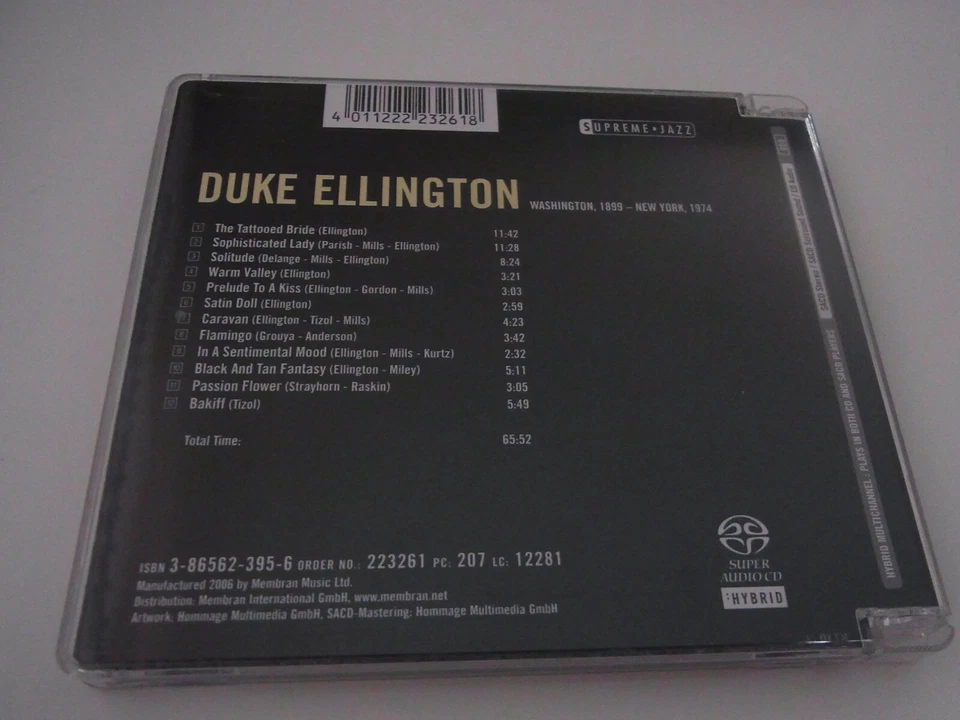 4 011222 232618
SUPREME • JAZZ
DUKE ELLINGTON WASHINGTON, 1899 – NEW YORK, 1974
1 The Tattooed Bride (Ellington) 11:42
2 Sophisticated Lady (Parish - Mills - Ellington) 11:28
3 Solitude (Delange - Mills - Ellington) 8:24
4 Warm Valley (Ellington) 3:21
5 Prelude To A Kiss (Ellington - Gordon - Mills) 3:03
6 Satin Doll (Ellington) 2:59
7 Caravan (Ellington - Tizol - Mills) 4:23
8 Flamingo (Grouya - Anderson) 3:42
In A Sentimental Mood (Ellington - Mills - Kurtz) 2:32
10 Black And Tan Fantasy (Ellington - Miley) 5:11
11 Passion Flower (Strayhorn - Raskin) 3:05
12 Bakiff (Tizol) 5:49
Total Time: 65:52
ISBN 3-86562-395-6 ORDER NO.: 223261 PC: 207 LC: 12281
Manufactured 2006 by Membran Music Ltd.
Distribution: Membran International GmbH, www.membran.net
Artwork: Hommage Multimedia GmbH, SACD-Mastering: Hommage Multimedia GmbH
SUPER
AUDIO CD
:HYBRID
HYBRID MULTICHANNEL - PLAYS IN BOTH CD AND SACD PLAYERS
SACD Stereo / SACD Surround Sound / CD Audio